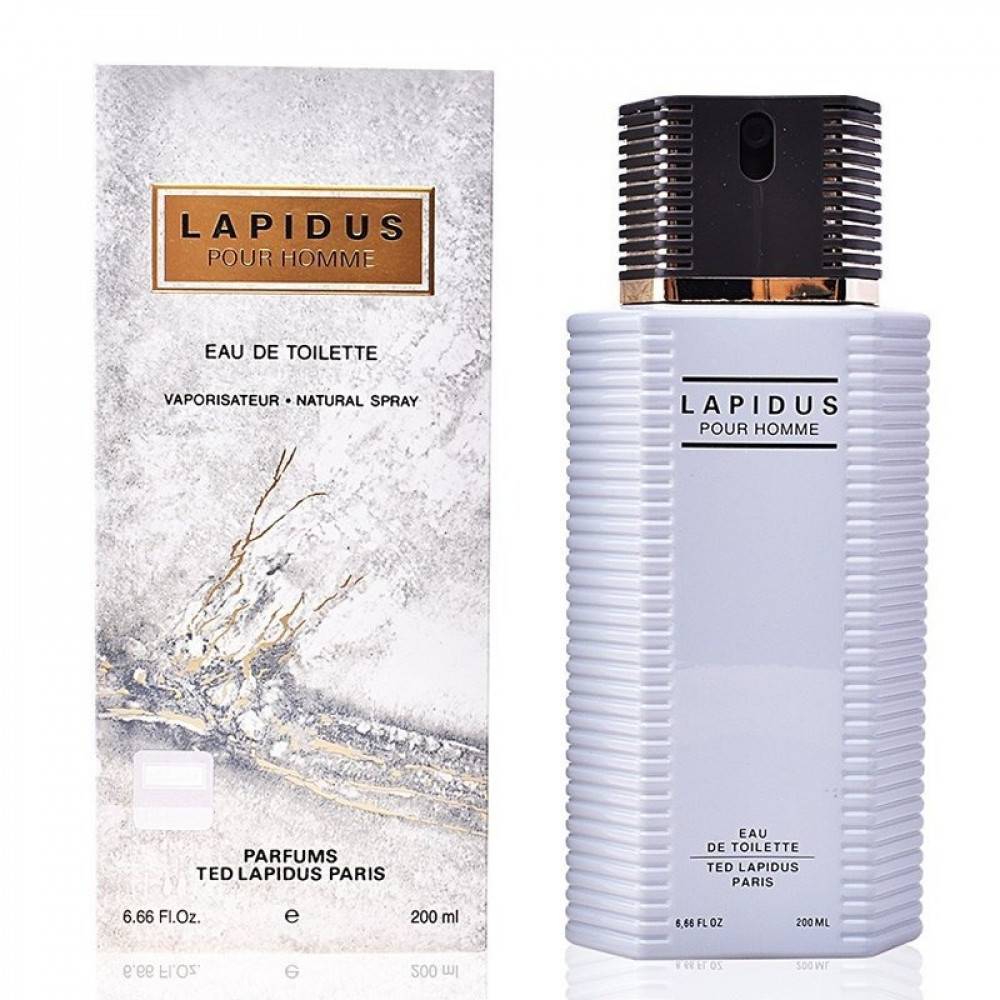 LAPIDUS
POUR HOMME
EAU DE TOILETTE
VAPORISATEUR • NATURAL SPRAY
PARFUMS
TED LAPIDUS PARIS
6.66 Fl.Oz. e 200 ml
LAPIDUS
POUR HOMME
EAU
DE TOILETTE
TED LAPIDUS
PARIS
6,66 FL OZ 200 ML